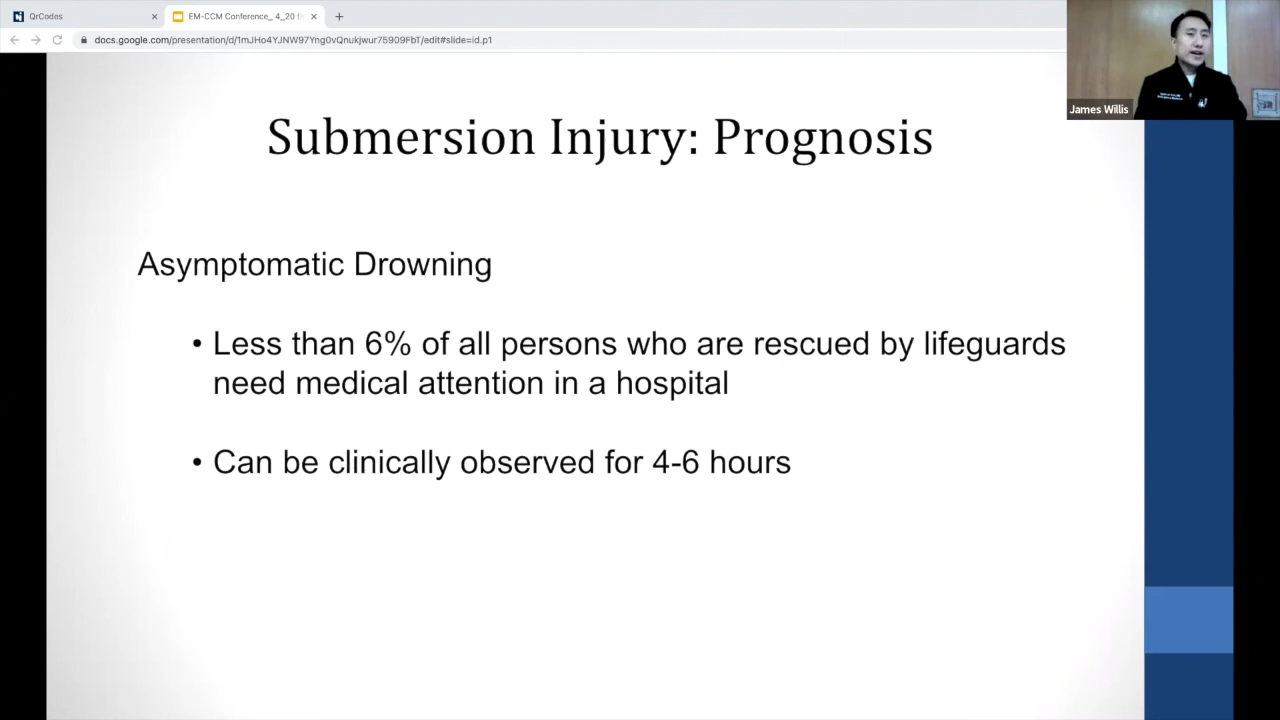 QrCodes
EM-CCM Conference_ 4_20 f
docs.google.com/presentation/d/1mJHo4YJNW97Yng0vQnukjwur75909FbT/edit#slide=id.p1
James Willis
Submersion Injury: Prognosis
Asymptomatic Drowning
• Less than 6% of all persons who are rescued by lifeguards
need medical attention in a hospital
• Can be clinically observed for 4-6 hours